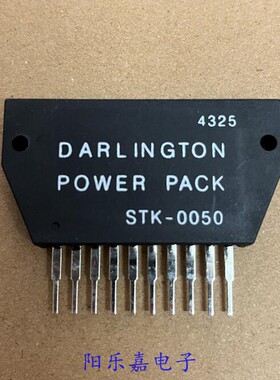 4325
DARLINGTON
POWER PACK
STK-0050
阳乐嘉电子